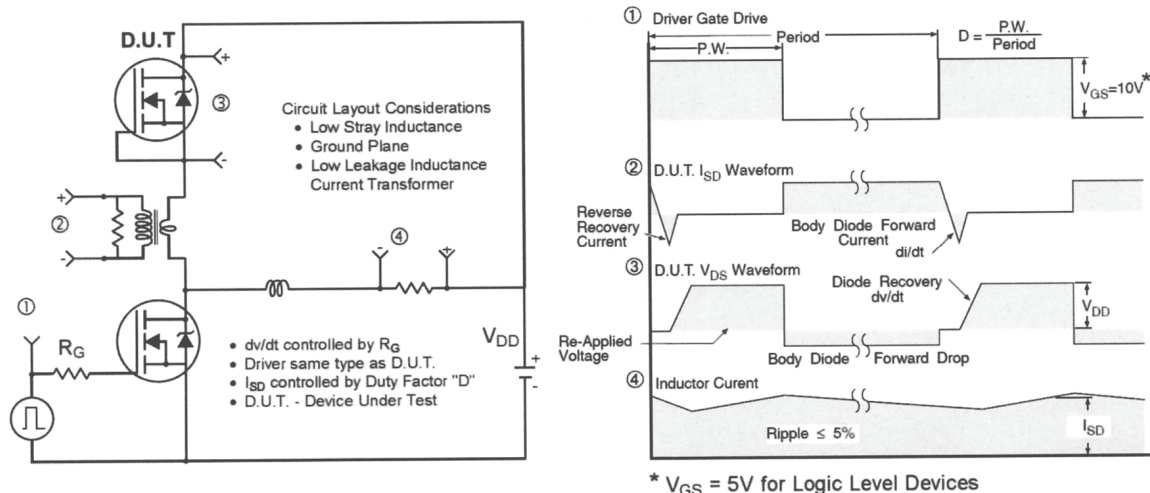 D.U.T
+
③
-
Circuit Layout Considerations
• Low Stray Inductance
• Ground Plane
• Low Leakage Inductance
Current Transformer
+
②
-
④
- +
①
R_G
V_DD
+
-
• dv/dt controlled by R_G
• Driver same type as D.U.T.
• I_SD controlled by Duty Factor "D"
• D.U.T. - Device Under Test
① Driver Gate Drive
Period
P.W.
D = P.W. / Period
V_GS=10V*
② D.U.T. I_SD Waveform
Reverse
Recovery
Current
Body Diode Forward
Current
di/dt
③ D.U.T. V_DS Waveform
Diode Recovery
dv/dt
V_DD
Re-Applied
Voltage
Body Diode Forward Drop
④ Inductor Curent
I_SD
Ripple ≤ 5%
* V_GS = 5V for Logic Level Devices